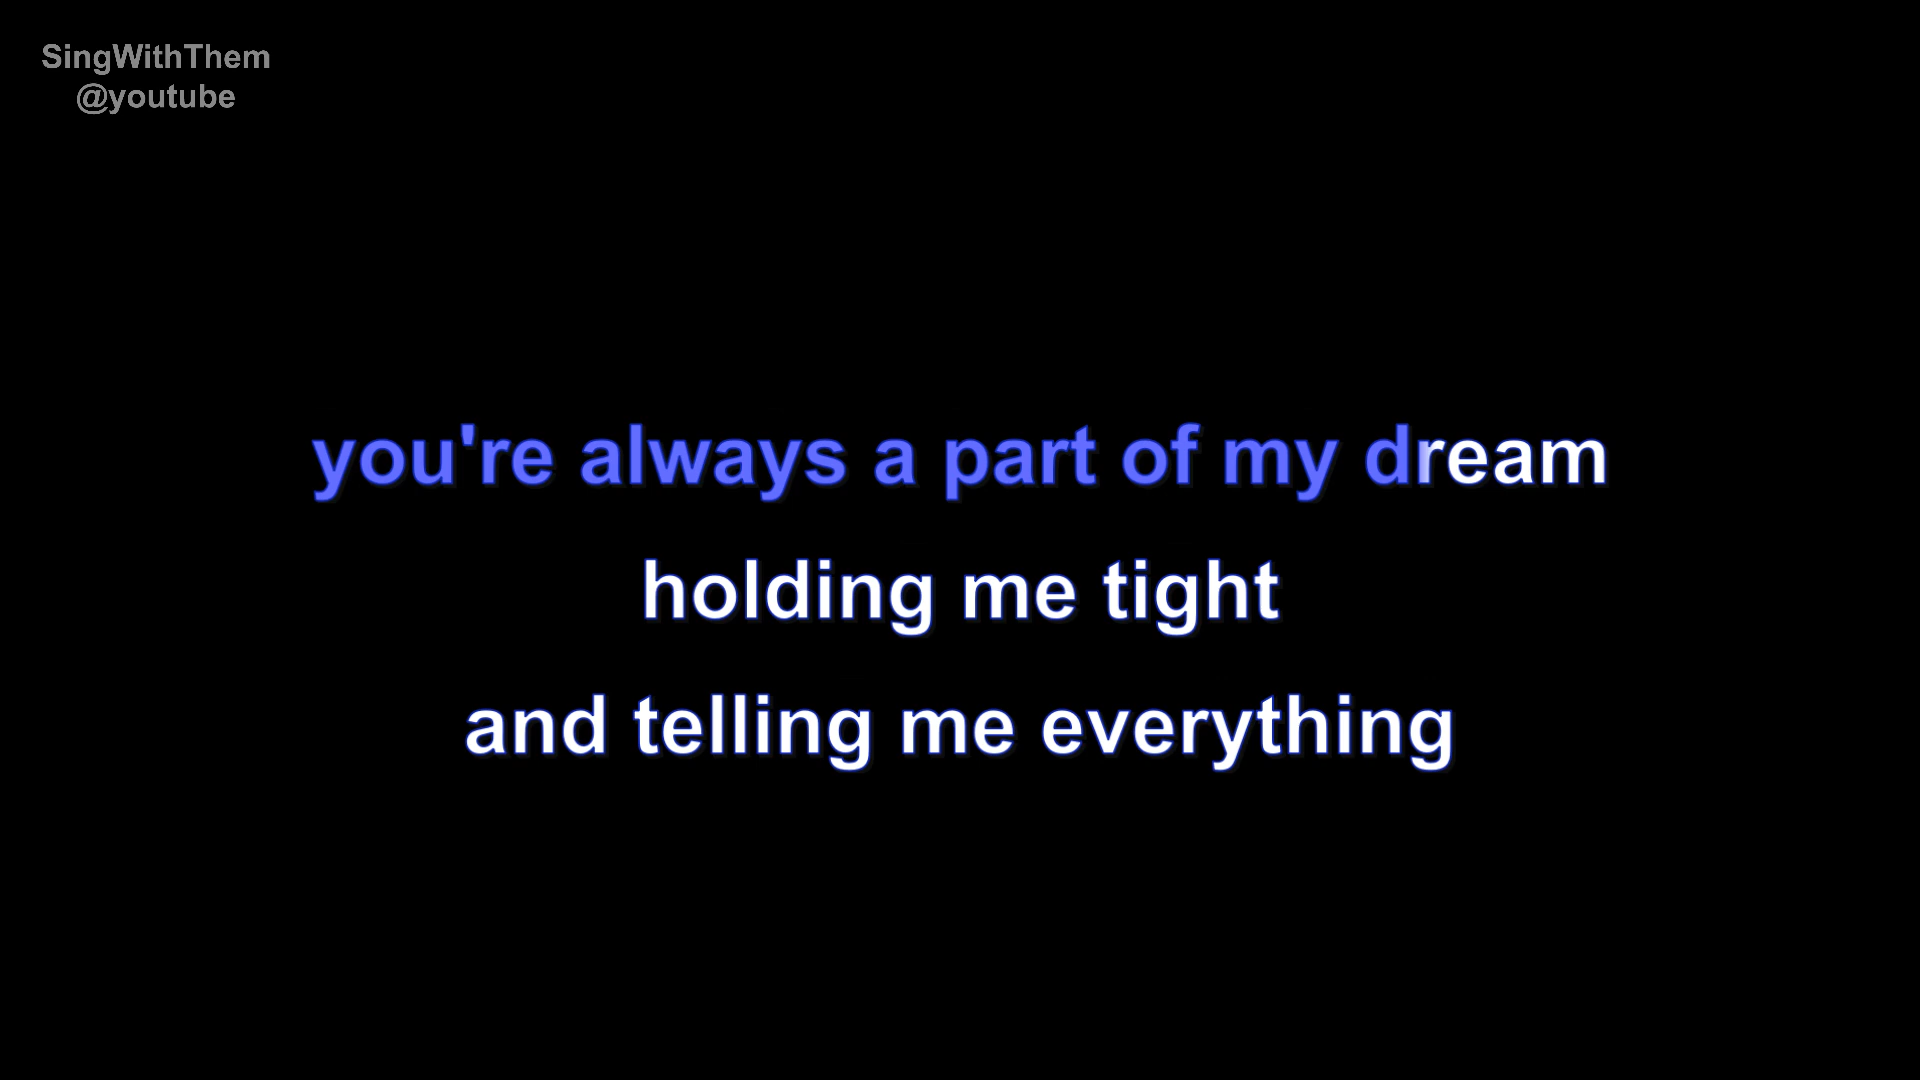 SingWithThem
@youtube
you're always a part of my dream
holding me tight
and telling me everything